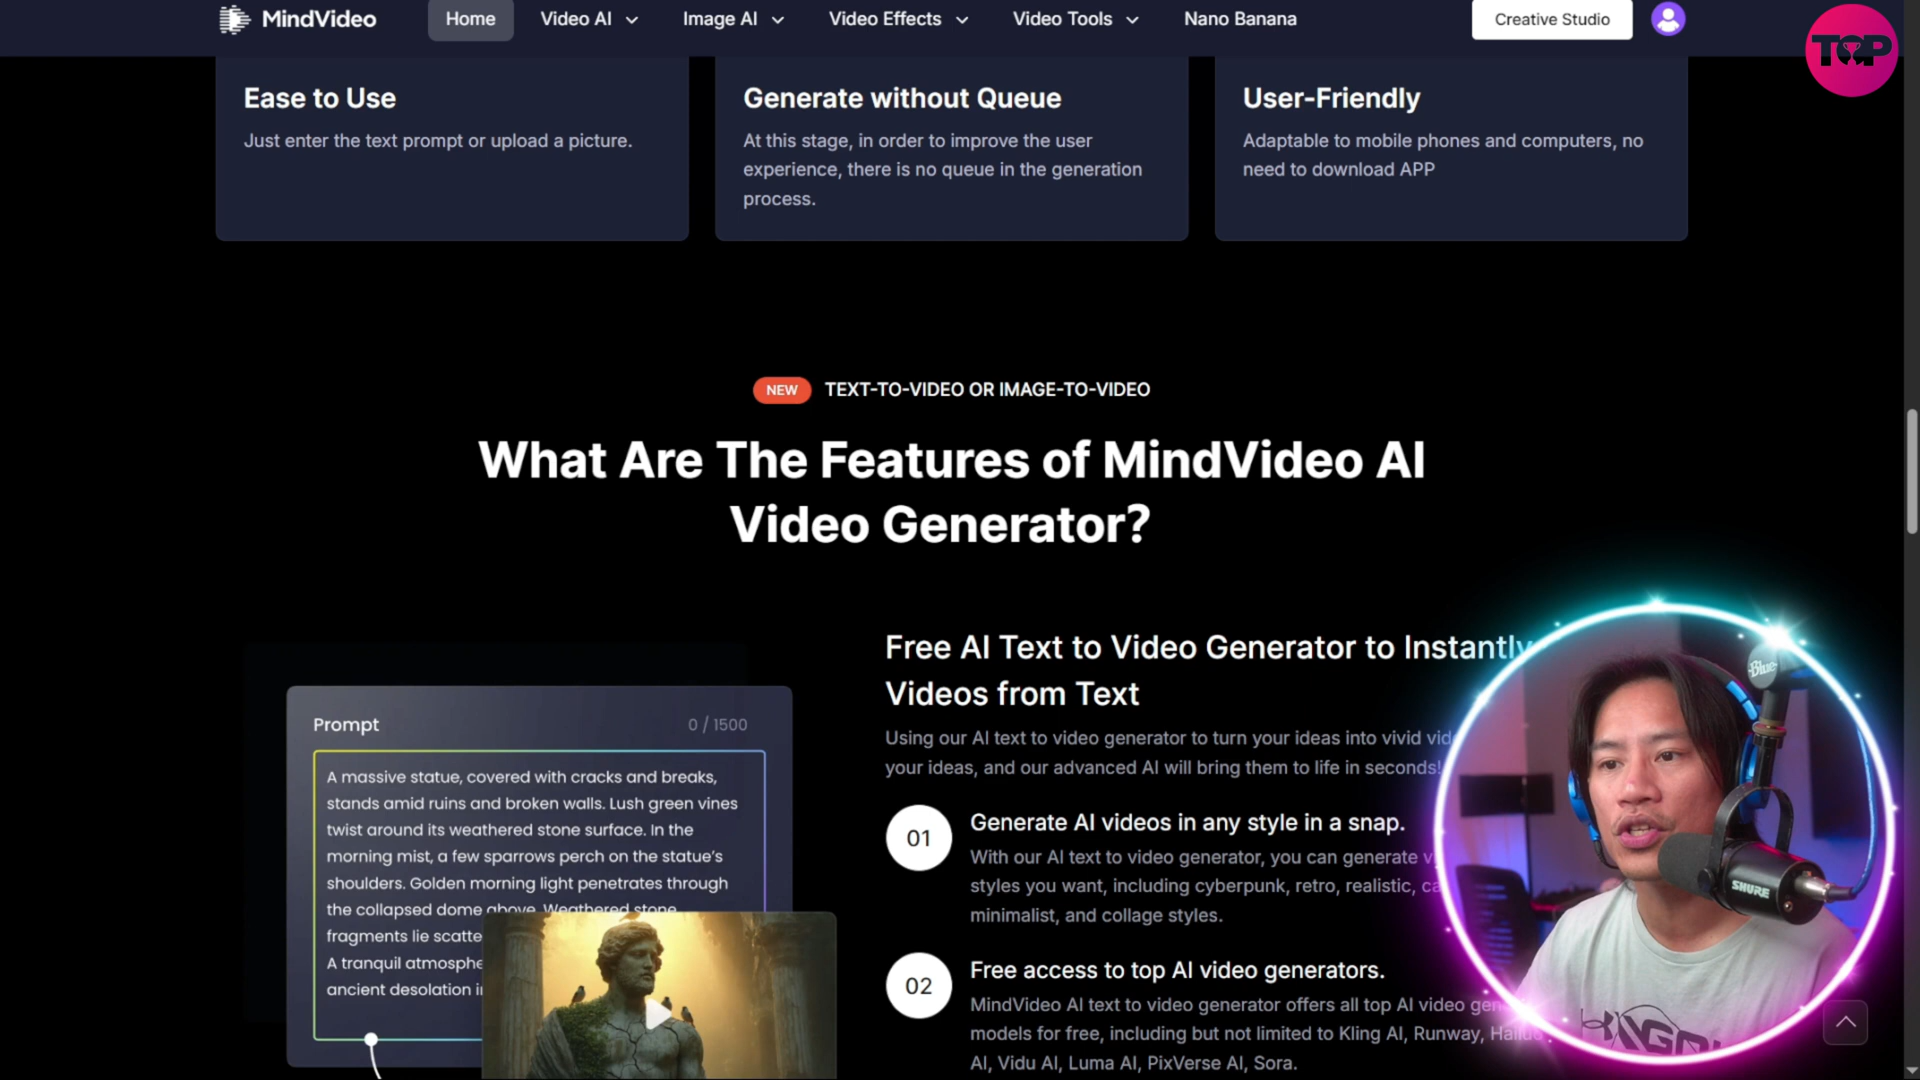 MindVideo
Home
Video AI
Image AI
Video Effects
Video Tools
Nano Banana
Creative Studio
TOP
Ease to Use
Just enter the text prompt or upload a picture.
Generate without Queue
At this stage, in order to improve the user
experience, there is no queue in the generation
process.
User-Friendly
Adaptable to mobile phones and computers, no
need to download APP
NEW TEXT-TO-VIDEO OR IMAGE-TO-VIDEO
What Are The Features of MindVideo AI
Video Generator?
Prompt 0 / 1500
A massive statue, covered with cracks and breaks,
stands amid ruins and broken walls. Lush green vines
twist around its weathered stone surface. In the
morning mist, a few sparrows perch on the statue's
shoulders. Golden morning light penetrates through
the collapsed dome above. Weathered stone
fragments lie
A tranquil
ancient desolation
Free AI Text to Video Generator to Instantly
Videos from Text
Using our AI text to video generator to turn your ideas into vivid
your ideas, and our advanced AI will bring them to life in seconds!
01
Generate AI videos in any style in a snap.
With our AI text to video generator, you can generate
styles you want, including cyberpunk, retro, realistic,
minimalist, and collage styles.
02
Free access to top AI video generators.
MindVideo AI text to video generator offers all top AI video
models for free, including but not limited to Kling AI, Runway,
AI, Vidu AI, Luma AI, PixVerse AI, Sora.
Blue
SHURE